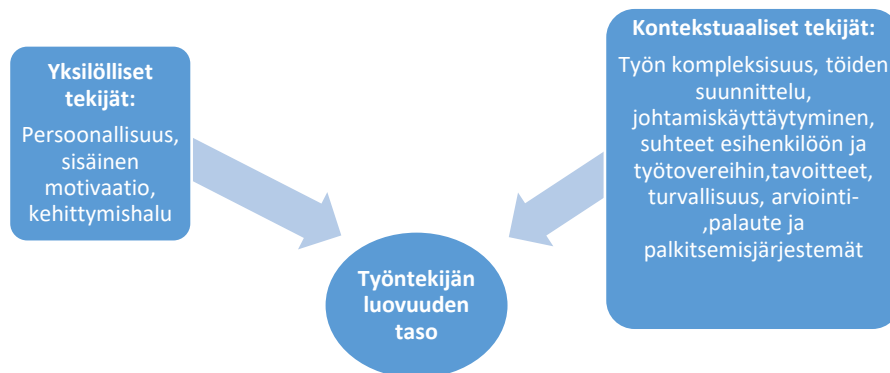 Yksilölliset
tekijät:
Persoonallisuus,
sisäinen
motivaatio,
kehittymishalu
Kontekstuaaliset tekijät:
Työn kompleksisuus, töiden
suunnittelu,
johtamiskäyttäytyminen,
suhteet esihenkilöön ja
työtovereihin,tavoitteet,
turvallisuus, arviointi-
,palaute ja
palkitsemisjärjestemät
Työntekijän
luovuuden
taso